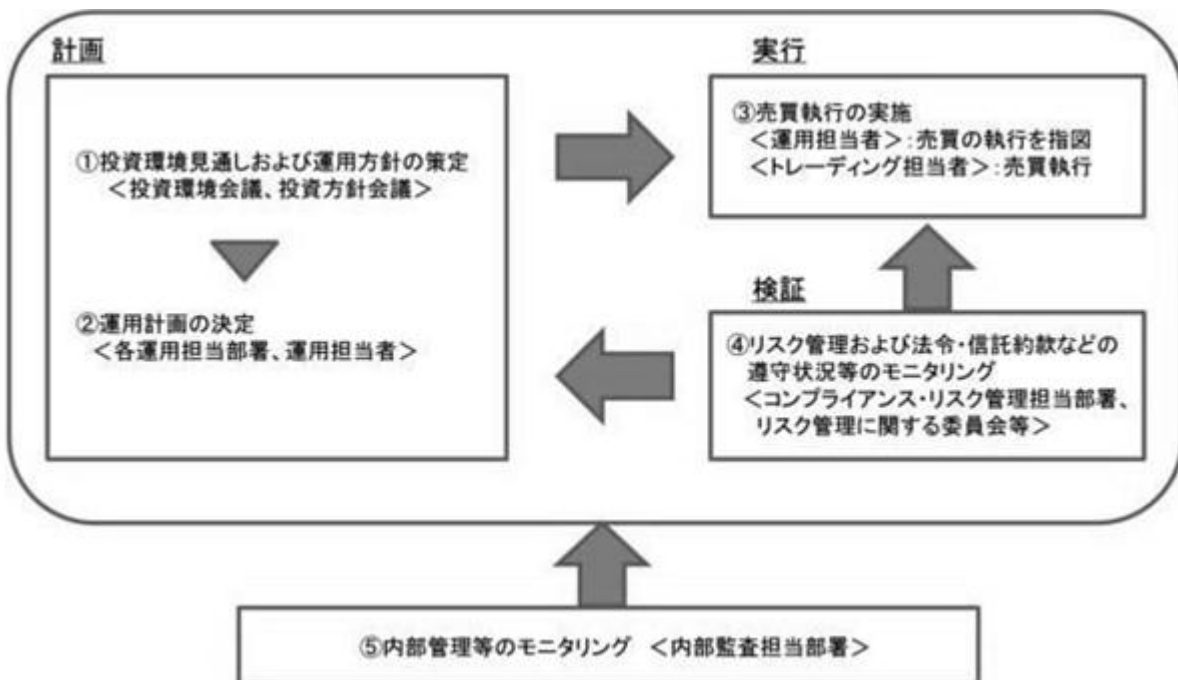 計画
①投資環境見通しおよび運用方針の策定
＜投資環境会議、投資方針会議＞
②運用計画の決定
＜各運用担当部署、運用担当者＞
実行
③売買執行の実施
＜運用担当者＞：売買の執行を指図
＜トレーディング担当者＞：売買執行
検証
④リスク管理および法令・信託約款などの
遵守状況等のモニタリング
＜コンプライアンス・リスク管理担当部署、
リスク管理に関する委員会等＞
⑤内部管理等のモニタリング ＜内部監査担当部署＞